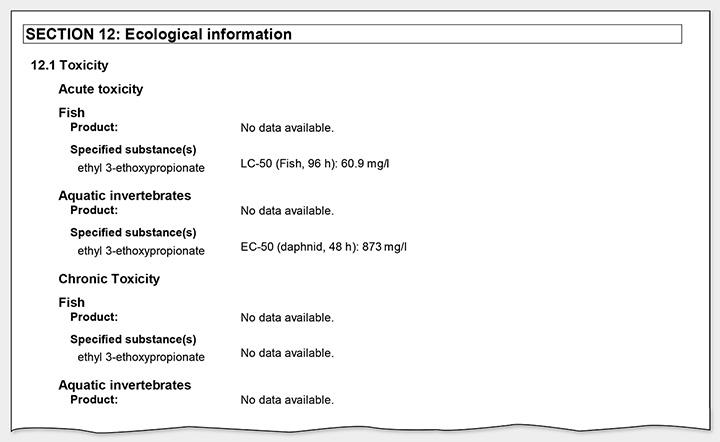 SECTION 12: Ecological information
12.1 Toxicity
Acute toxicity
Fish
Product: No data available.
Specified substance(s)
ethyl 3-ethoxypropionate LC-50 (Fish, 96 h): 60.9 mg/l
Aquatic invertebrates
Product: No data available.
Specified substance(s)
ethyl 3-ethoxypropionate EC-50 (daphnid, 48 h): 873 mg/l
Chronic Toxicity
Fish
Product: No data available.
Specified substance(s)
ethyl 3-ethoxypropionate No data available.
Aquatic invertebrates
Product: No data available.